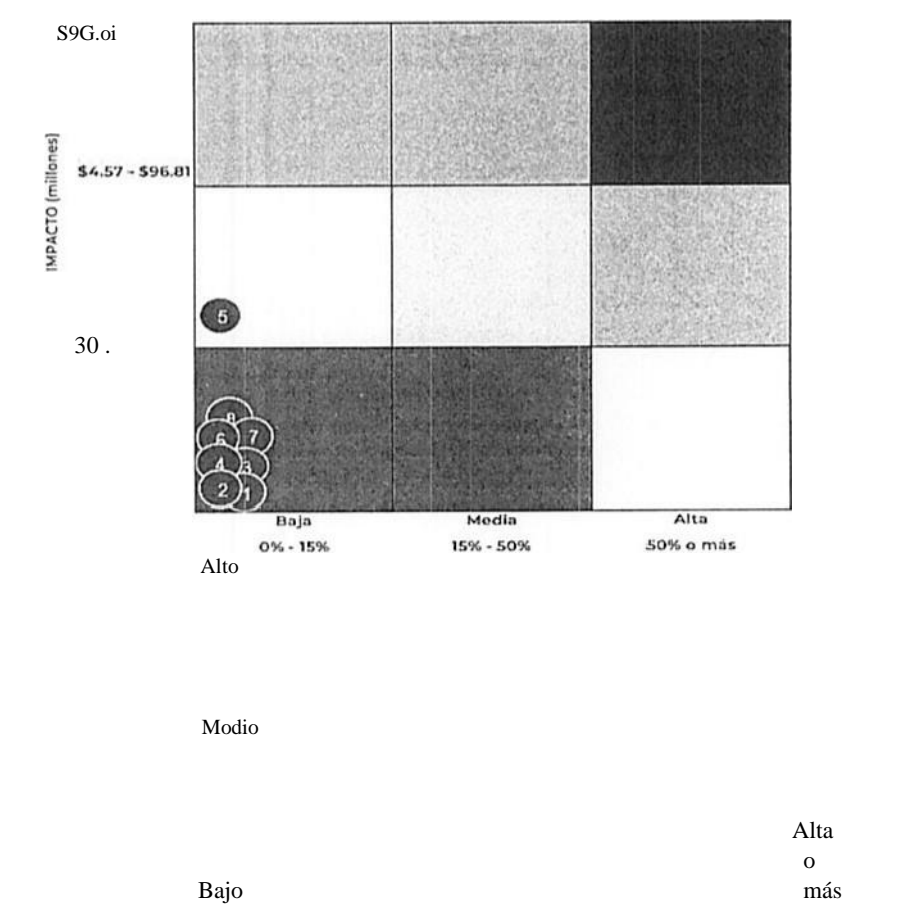 S9G.oi
IMPACTO (millones)
$4.57 - $96.81
5
30 .
8
6 7
4 3
2 1
Baja Media Alta
0% - 15% 15% - 50% 50% o más
Alto
Modio
Alta
o
Bajo más